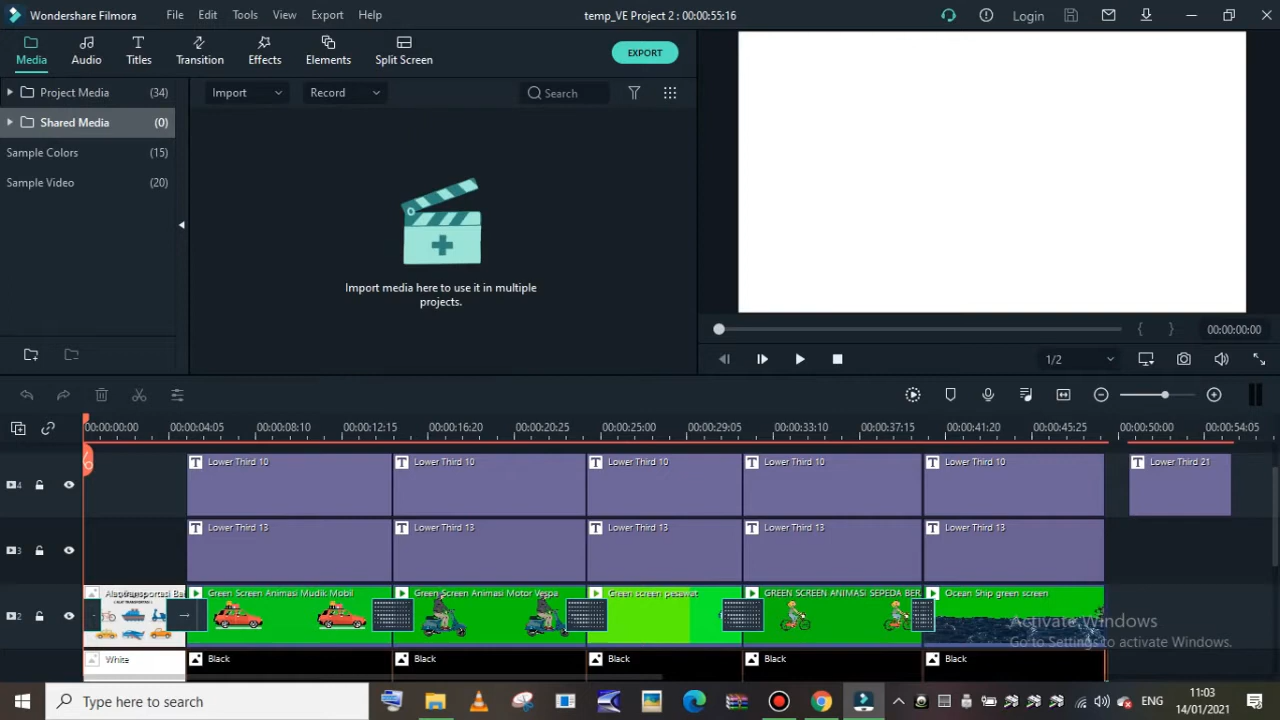 Wondershare Filmora File Edit Tools View Export Help temp_VE Project 2 : 00:00:55:16 Login
Media Audio Titles Transition Effects Elements Split Screen EXPORT
Project Media (34) Import Record Search
Shared Media (0)
Sample Colors (15)
Sample Video (20)
Import media here to use it in multiple
projects.
{ } 00:00:00:00
1/2
00:00:00:00 00:00:04:05 00:00:08:10 00:00:12:15 00:00:16:20 00:00:20:25 00:00:25:00 00:00:29:05 00:00:33:10 00:00:37:15 00:00:41:20 00:00:45:25 00:00:50:00 00:00:54:05
4 Lower Third 10 Lower Third 10 Lower Third 10 Lower Third 10 Lower Third 10 Lower Third 21
3 Lower Third 13 Lower Third 13 Lower Third 13 Lower Third 13 Lower Third 13
Green Screen Animasi Mudik Mobil Green Screen Animasi Motor Vespa Green screen pesawat GREEN SCREEN ANIMASI SEPEDA BER Ocean Ship green screen
Activate Windows
Go to Settings to activate Windows.
White Black Black Black Black Black
Type here to search ENG 11:03
14/01/2021